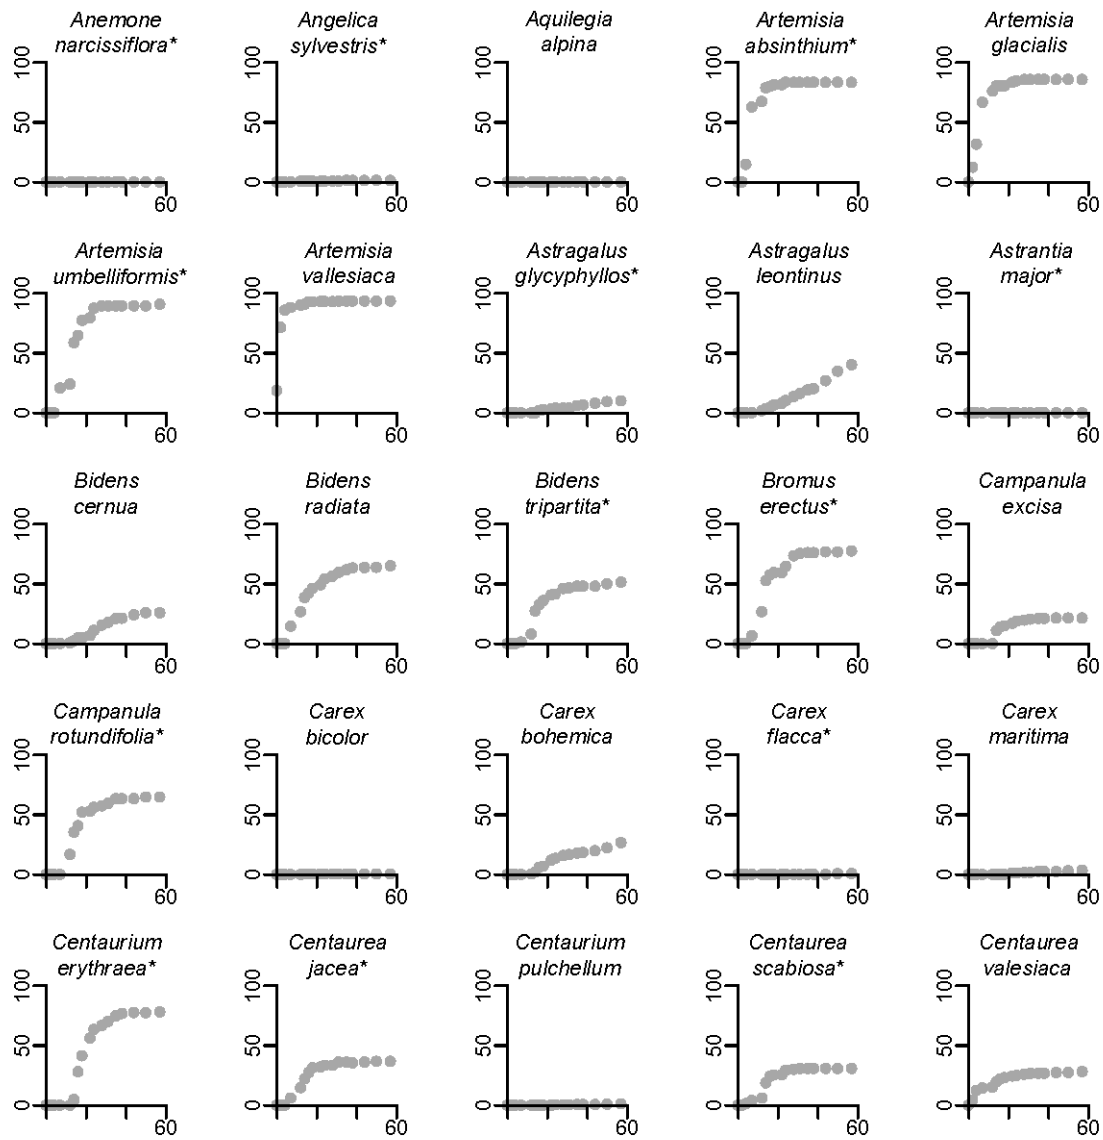 Anemone
narcissiflora*
Angelica
sylvestris*
Aquilegia
alpina
Artemisia
absinthium*
Artemisia
glacialis
0 50 100
60
0 50 100
60
0 50 100
60
0 50 100
60
0 50 100
60
Artemisia
umbelliformis*
Artemisia
vallesiaca
Astragalus
glycyphyllos*
Astragalus
leontinus
Astrantia
major*
0 50 100
60
0 50 100
60
0 50 100
60
0 50 100
60
0 50 100
60
Bidens
cernua
Bidens
radiata
Bidens
tripartita*
Bromus
erectus*
Campanula
excisa
0 50 100
60
0 50 100
60
0 50 100
60
0 50 100
60
0 50 100
60
Campanula
rotundifolia*
Carex
bicolor
Carex
bohemica
Carex
flacca*
Carex
maritima
0 50 100
60
0 50 100
60
0 50 100
60
0 50 100
60
0 50 100
60
Centaurium
erythraea*
Centaurea
jacea*
Centaurium
pulchellum
Centaurea
scabiosa*
Centaurea
valesiaca
0 50 100
60
0 50 100
60
0 50 100
60
0 50 100
60
0 50 100
60